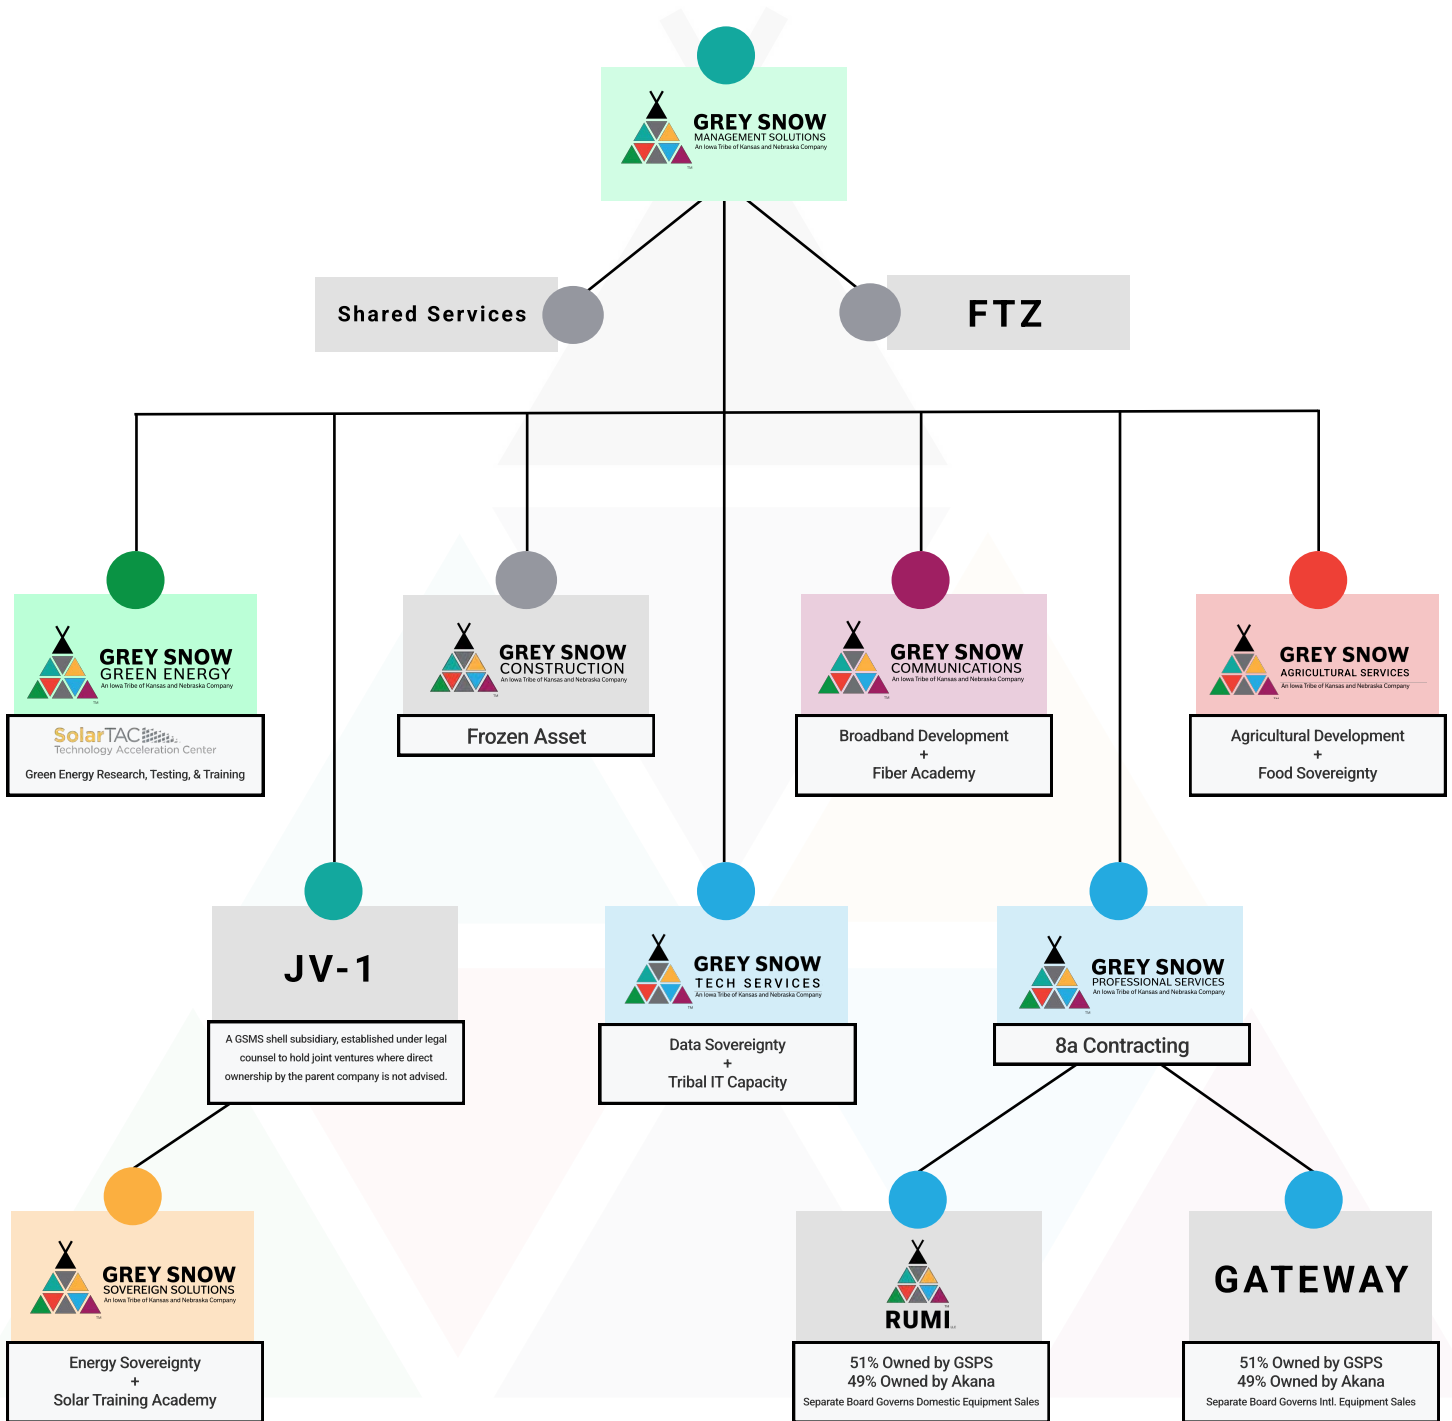 GREY SNOW
MANAGEMENT SOLUTIONS
An Iowa Tribe of Kansas and Nebraska Company
TM
Shared Services
FTZ
GREY SNOW
GREEN ENERGY
An Iowa Tribe of Kansas and Nebraska Company
TM
SolarTAC
Technology Acceleration Center
Green Energy Research, Testing, & Training
GREY SNOW
CONSTRUCTION
An Iowa Tribe of Kansas and Nebraska Company
TM
Frozen Asset
GREY SNOW
COMMUNICATIONS
An Iowa Tribe of Kansas and Nebraska Company
TM
Broadband Development
+
Fiber Academy
GREY SNOW
AGRICULTURAL SERVICES
An Iowa Tribe of Kansas and Nebraska Company
Agricultural Development
+
Food Sovereignty
JV-1
A GSMS shell subsidiary, established under legal
counsel to hold joint ventures where direct
ownership by the parent company is not advised.
GREY SNOW
TECH SERVICES
An Iowa Tribe of Kansas and Nebraska Company
TM
Data Sovereignty
+
Tribal IT Capacity
GREY SNOW
PROFESSIONAL SERVICES
An Iowa Tribe of Kansas and Nebraska Company
TM
8a Contracting
GREY SNOW
SOVEREIGN SOLUTIONS
An Iowa Tribe of Kansas and Nebraska Company
TM
Energy Sovereignty
+
Solar Training Academy
TM
RUMI
51% Owned by GSPS
49% Owned by Akana
Separate Board Governs Domestic Equipment Sales
GATEWAY
51% Owned by GSPS
49% Owned by Akana
Separate Board Governs Intl. Equipment Sales